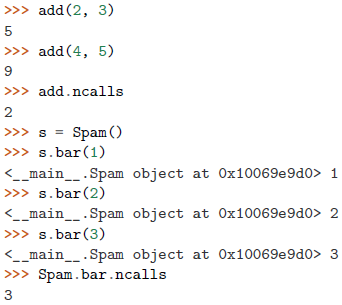 >>> add(2, 3)
5
>>> add(4, 5)
9
>>> add.ncalls
2
>>> s = Spam()
>>> s.bar(1)
<__main__.Spam object at 0x10069e9d0> 1
>>> s.bar(2)
<__main__.Spam object at 0x10069e9d0> 2
>>> s.bar(3)
<__main__.Spam object at 0x10069e9d0> 3
>>> Spam.bar.ncalls
3